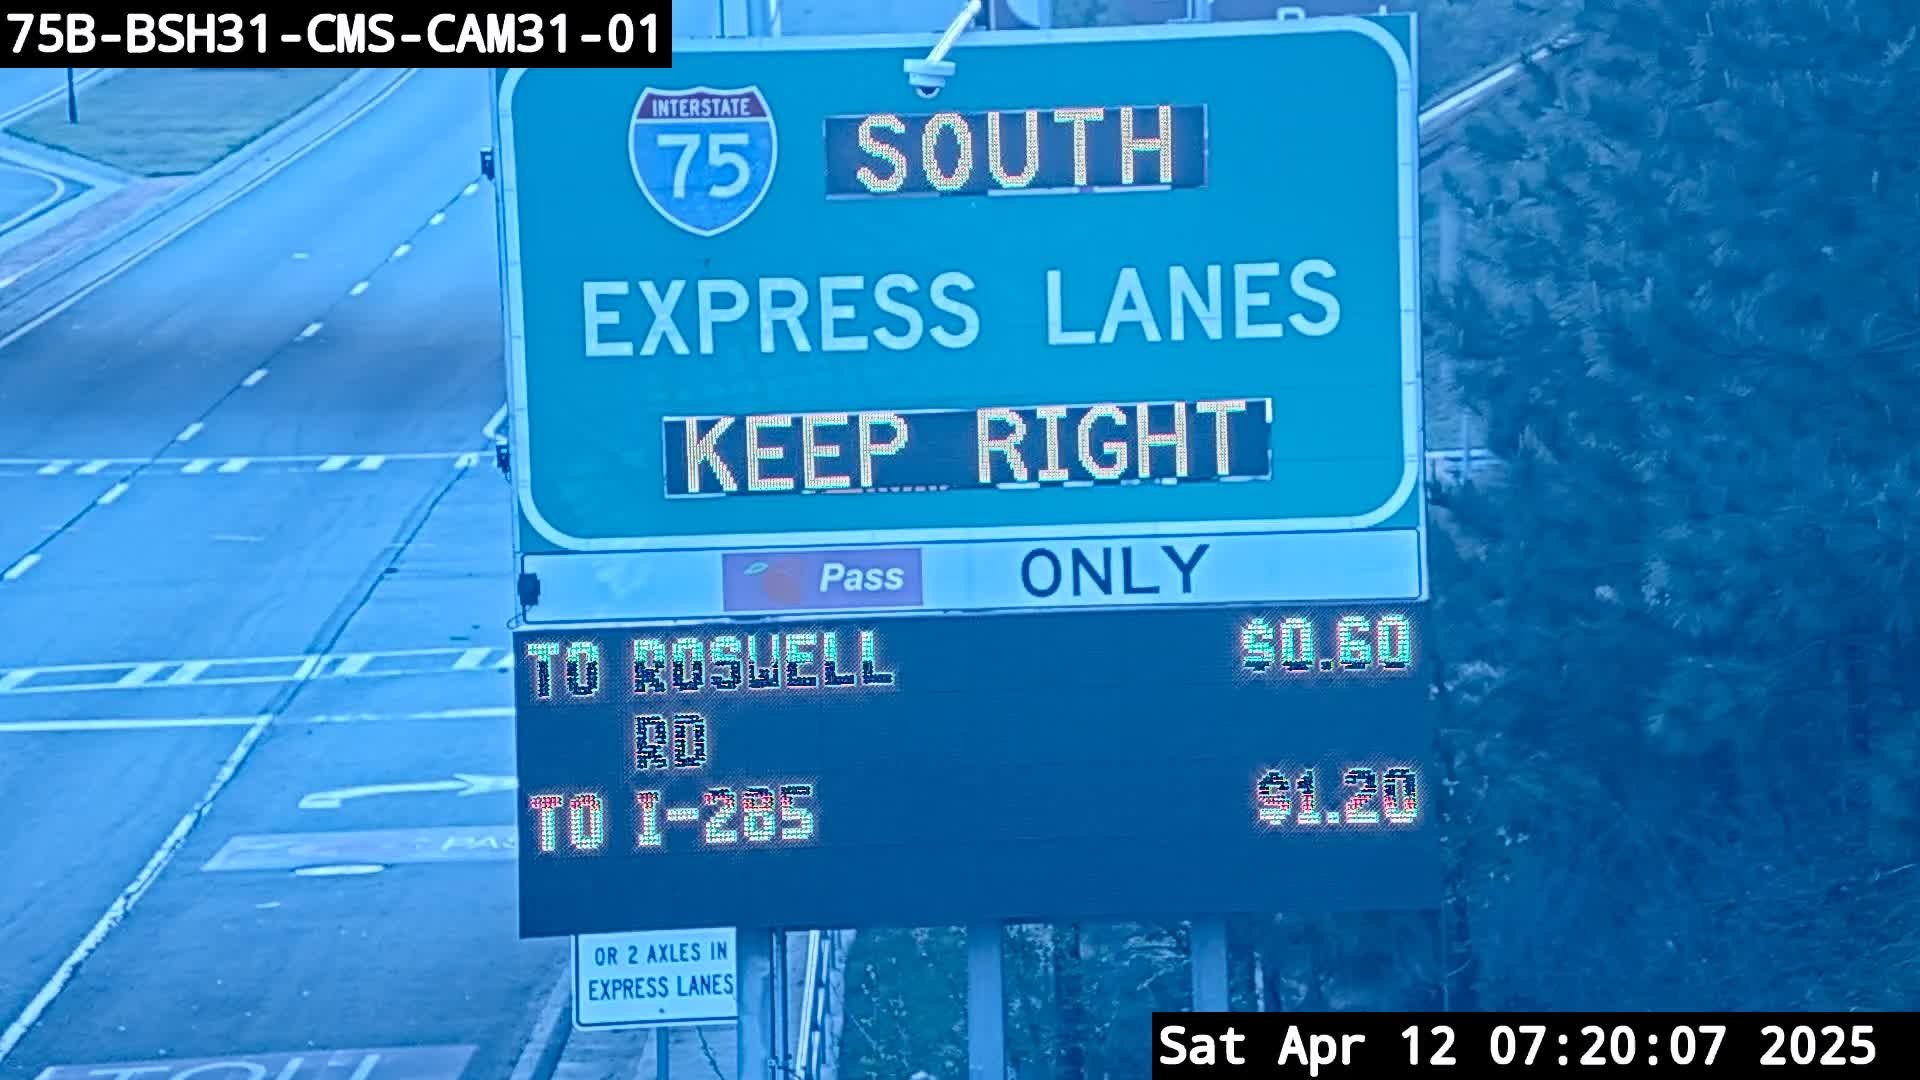 75B-BSH31-CMS-CAM31-01
INTERSTATE
75
SOUTH
EXPRESS LANES
KEEP RIGHT
Pass
ONLY
TO ROSWELL $0.60
RD
TO I-285 $1.20
OR 2 AXLES IN
EXPRESS LANES
Sat Apr 12 07:20:07 2025